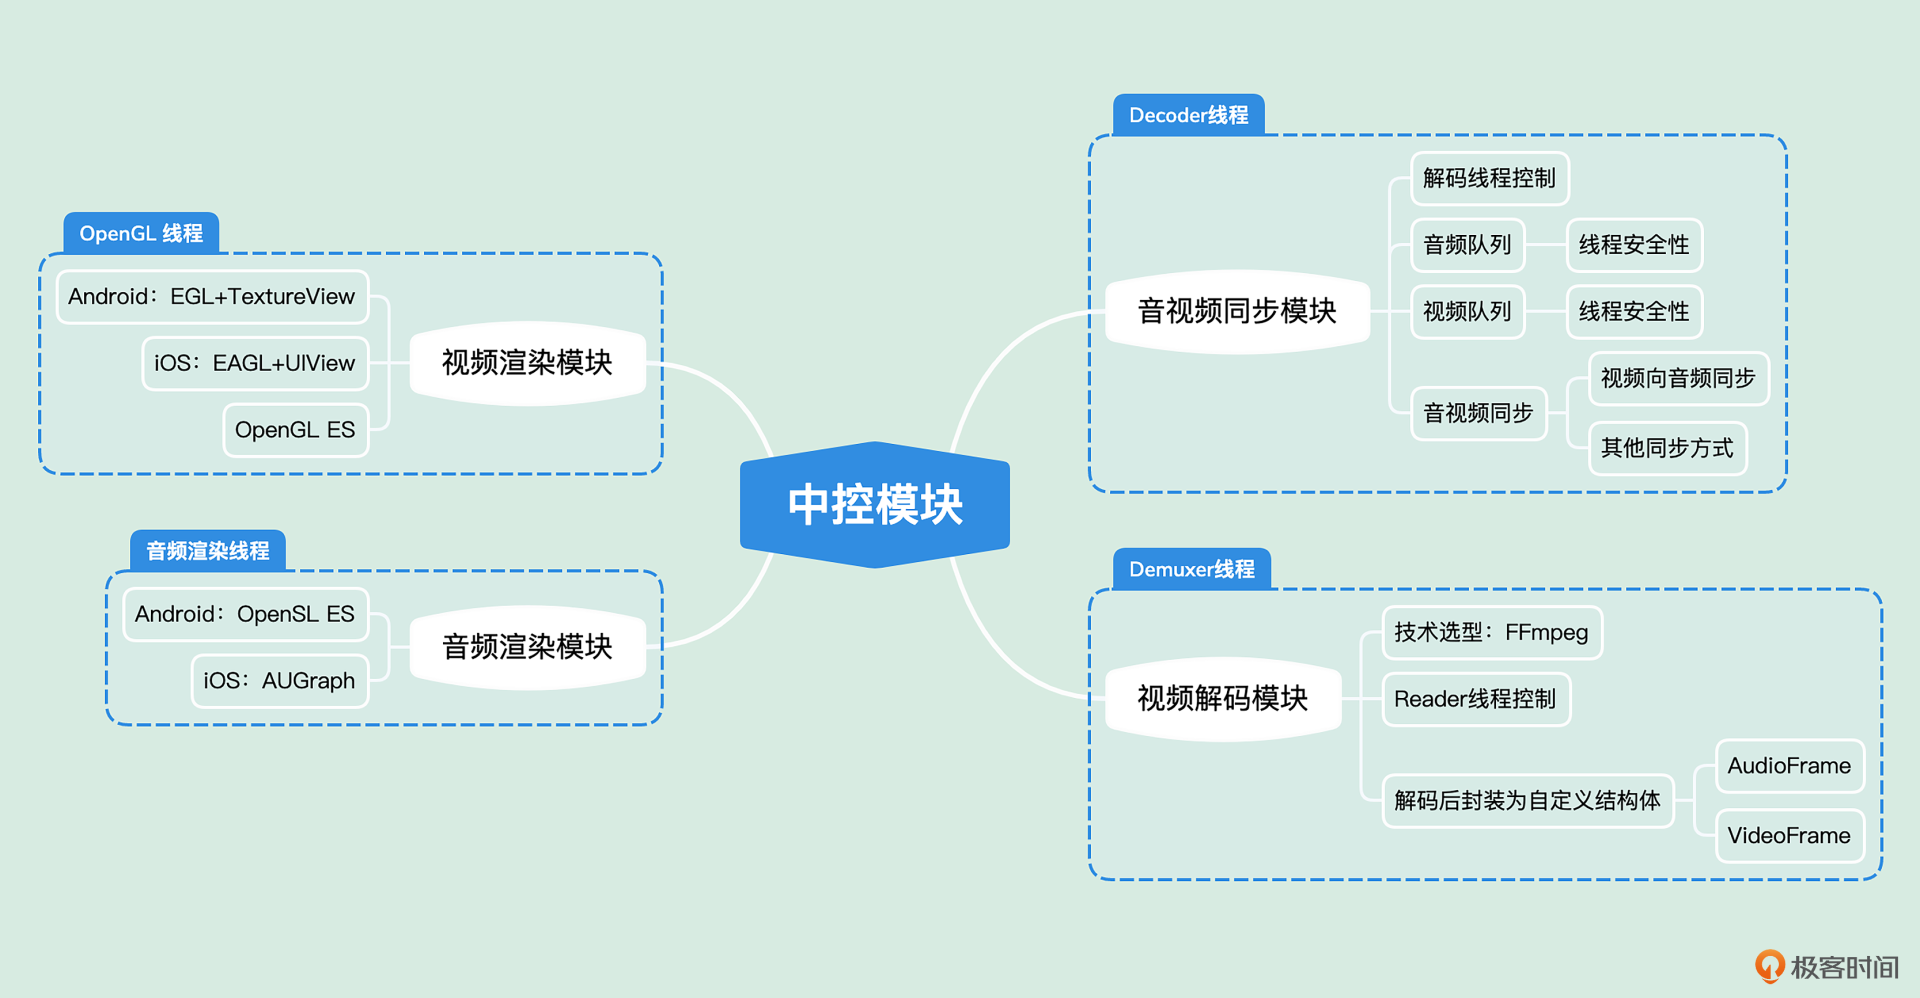 中控模块
OpenGL 线程
视频渲染模块
Android：EGL+TextureView
iOS：EAGL+UIView
OpenGL ES
音频渲染线程
音频渲染模块
Android：OpenSL ES
iOS：AUGraph
Decoder线程
音视频同步模块
解码线程控制
音频队列
线程安全性
视频队列
线程安全性
音视频同步
视频向音频同步
其他同步方式
Demuxer线程
视频解码模块
技术选型：FFmpeg
Reader线程控制
解码后封装为自定义结构体
AudioFrame
VideoFrame
极客时间